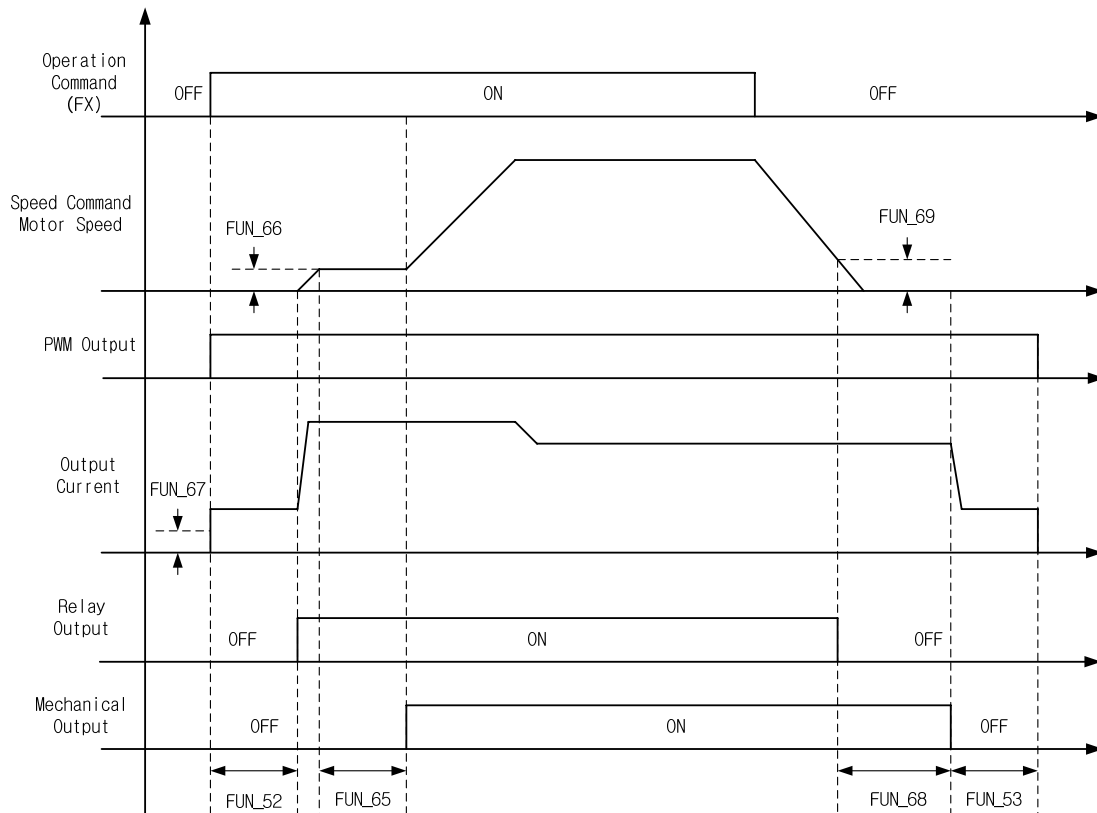 Operation
Command
(FX)
OFF
ON
OFF
Speed Command
Motor Speed
FUN_66
FUN_69
PWM Output
Output
Current
FUN_67
Relay
Output
OFF
ON
OFF
Mechanical
Output
OFF
ON
OFF
FUN_52
FUN_65
FUN_68
FUN_53